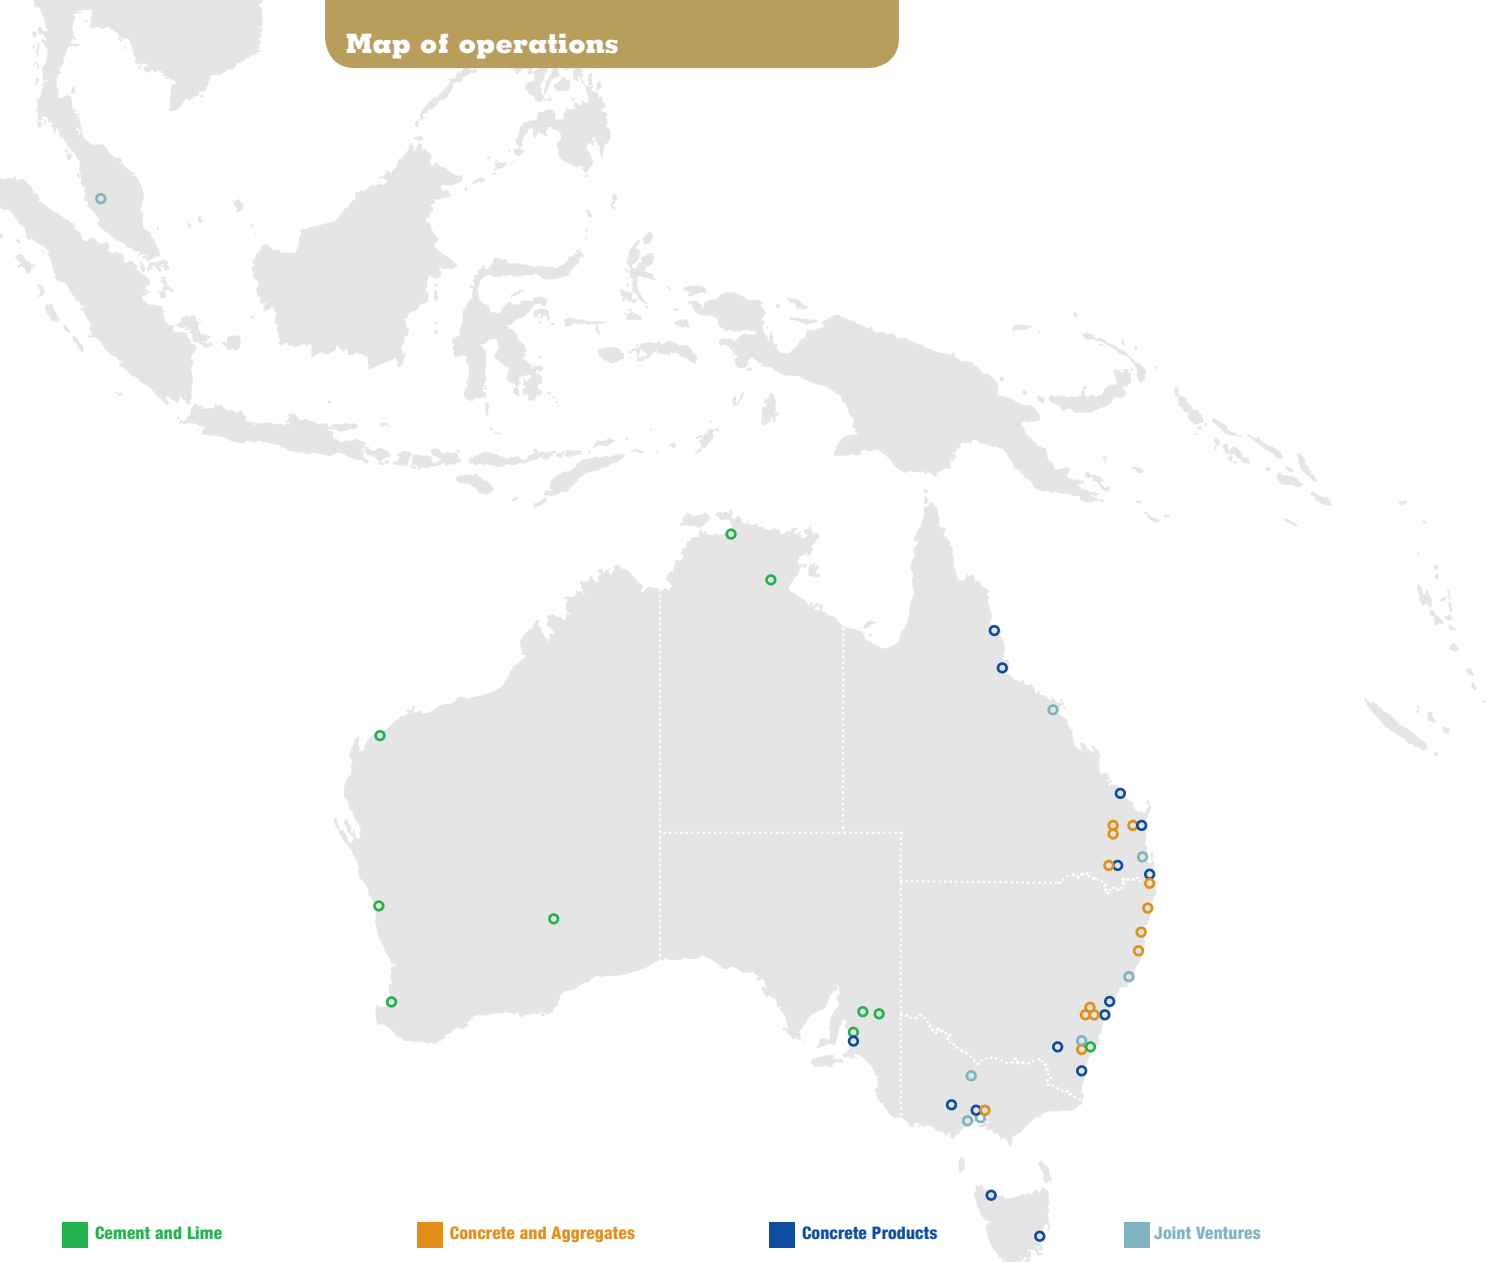 Map of operations
Cement and Lime
Concrete and Aggregates
Concrete Products
Joint Ventures